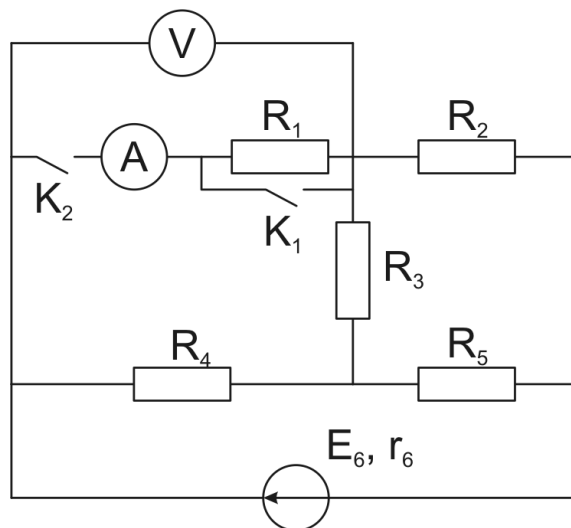 V
R₁ R₂
A
K₂ K₁
R₃
R₄ R₅
E₆, r₆